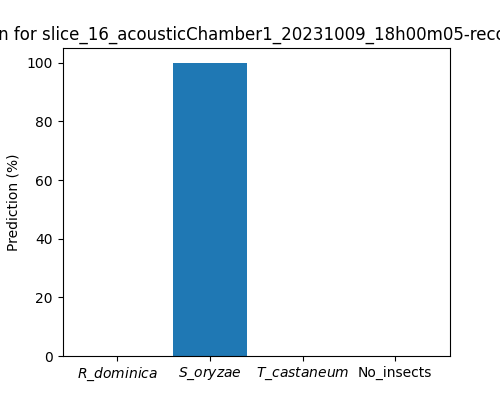 n for slice_16_acousticChamber1_20231009_18h00m05-reco
100
80
60
40
20
0
Prediction (%)
R_dominica S_oryzae T_castaneum No_insects